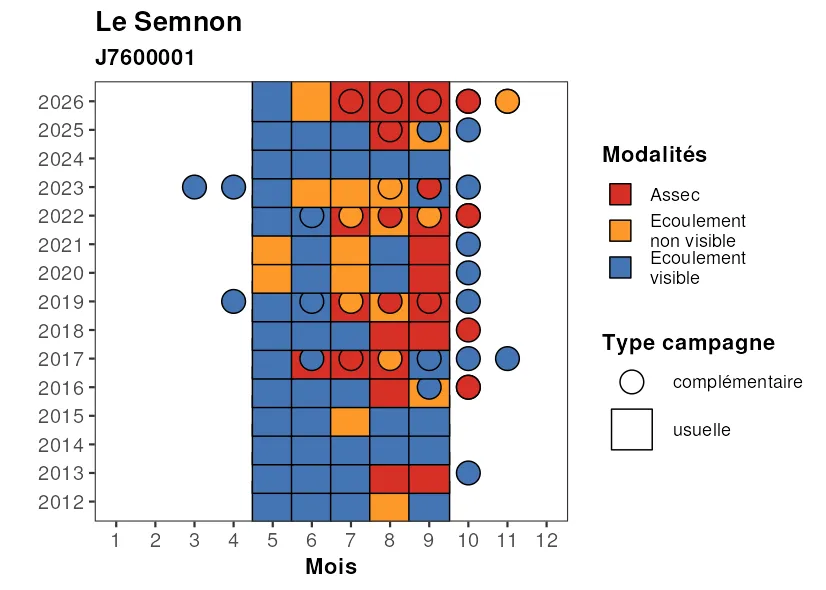 Le Semnon
J7600001
2026
2025
2024
2023
2022
2021
2020
2019
2018
2017
2016
2015
2014
2013
2012
1 2 3 4 5 6 7 8 9 10 11 12
Mois
Modalités
Assec
Ecoulement
non visible
Ecoulement
visible
Type campagne
complémentaire
usuelle